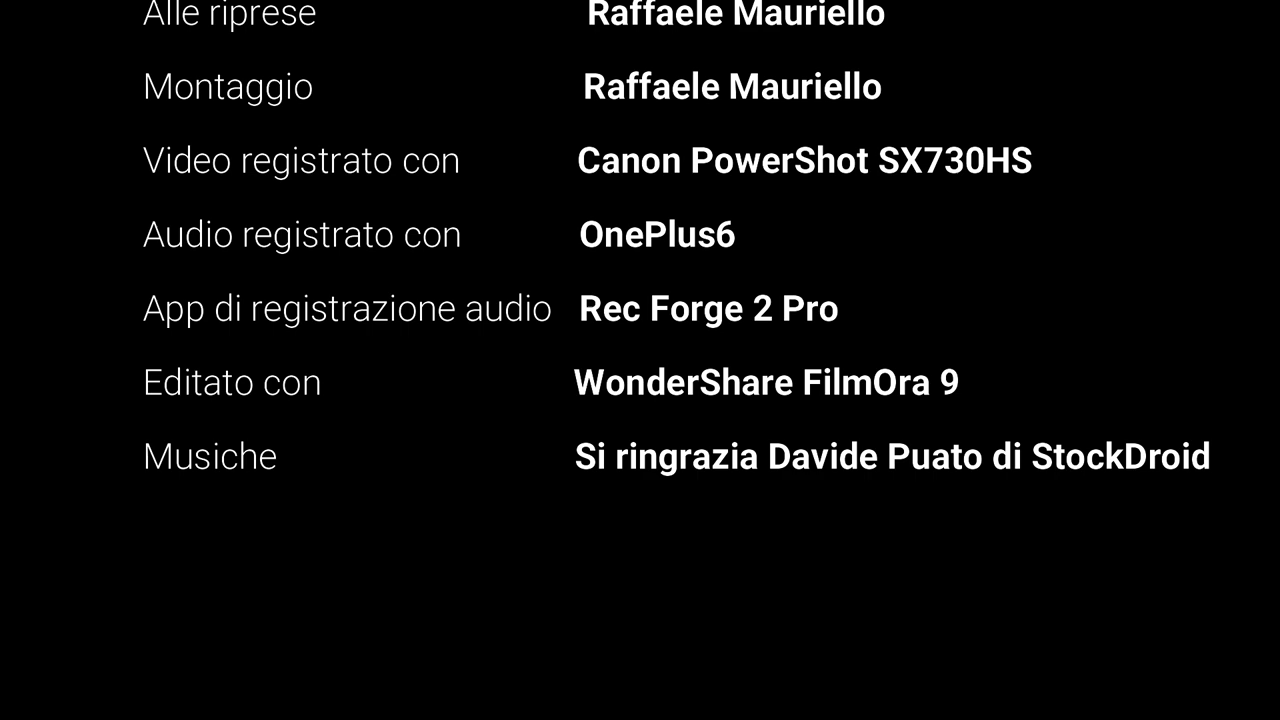 Alle riprese Raffaele Mauriello
Montaggio Raffaele Mauriello
Video registrato con Canon PowerShot SX730HS
Audio registrato con OnePlus6
App di registrazione audio Rec Forge 2 Pro
Editato con WonderShare FilmOra 9
Musiche Si ringrazia Davide Puato di StockDroid